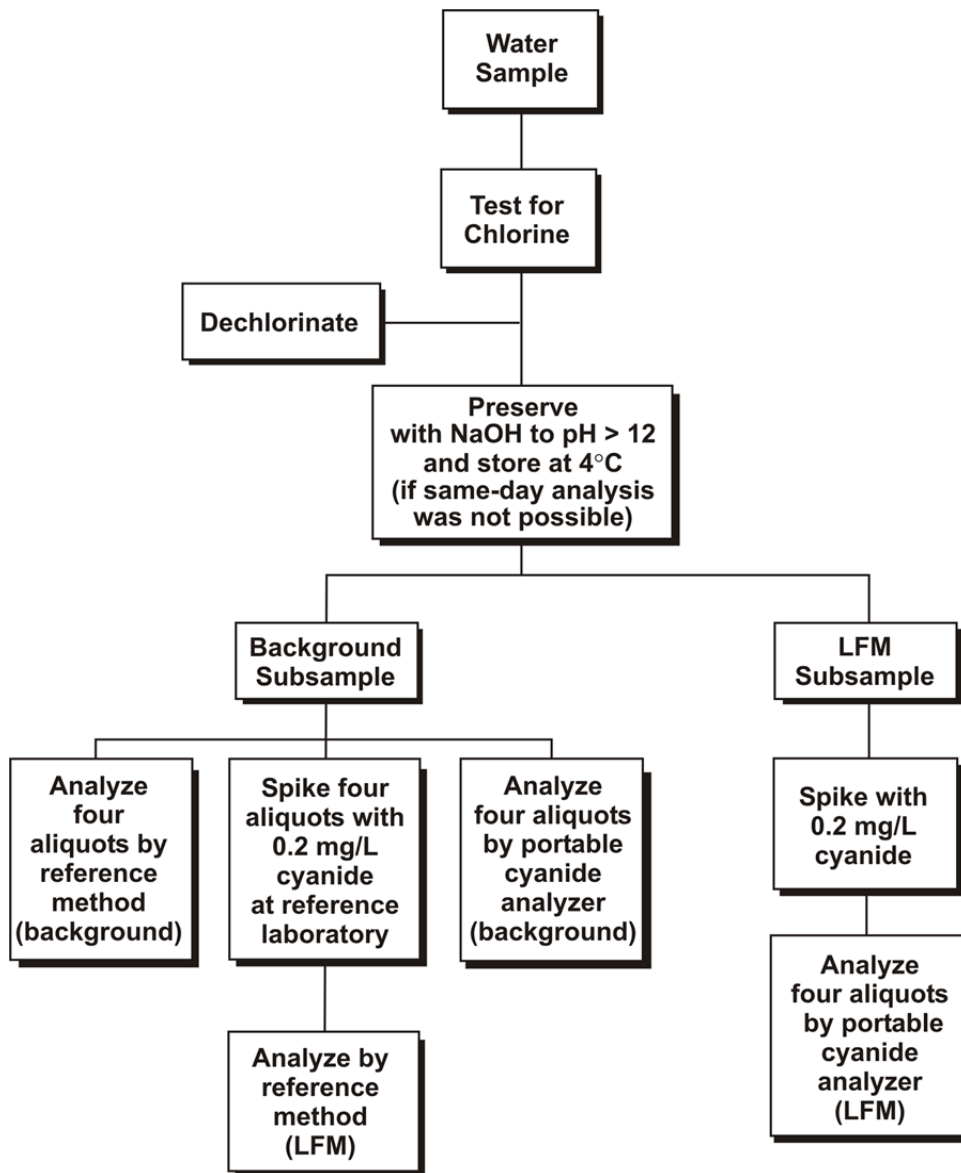 Water
Sample
Test for
Chlorine
Dechlorinate
Preserve
with NaOH to pH > 12
and store at 4°C
(if same-day analysis
was not possible)
Background
Subsample
LFM
Subsample
Analyze
four
aliquots by
reference
method
(background)
Spike four
aliquots with
0.2 mg/L
cyanide
at reference
laboratory
Analyze
four aliquots
by portable
cyanide
analyzer
(background)
Spike with
0.2 mg/L
cyanide
Analyze by
reference
method
(LFM)
Analyze
four aliquots
by portable
cyanide
analyzer
(LFM)